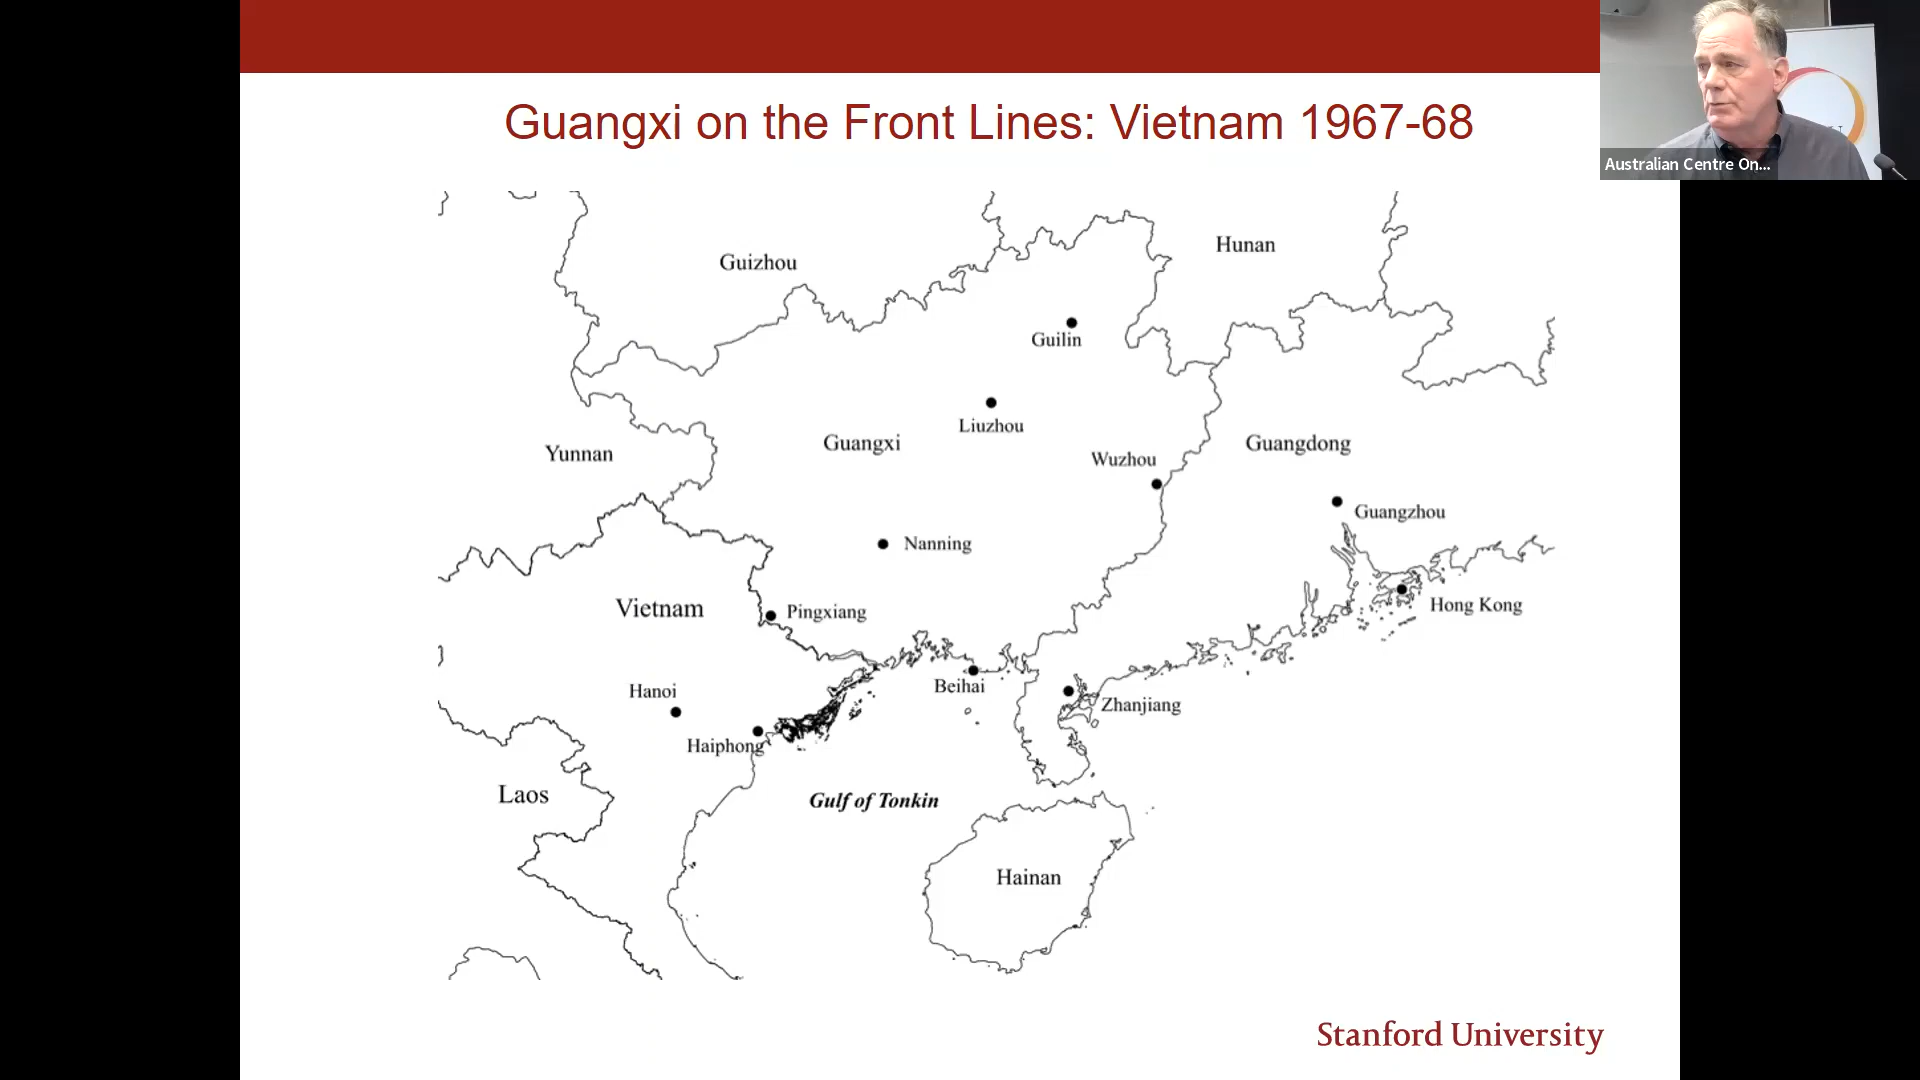 Guangxi on the Front Lines: Vietnam 1967-68
Australian Centre On...
Hunan
Guizhou
Guilin
Liuzhou
Guangxi
Guangdong
Yunnan
Wuzhou
Guangzhou
Nanning
Hong Kong
Vietnam
Pingxiang
Beihai
Hanoi
Zhanjiang
Haiphong
Laos
Gulf of Tonkin
Hainan
Stanford University